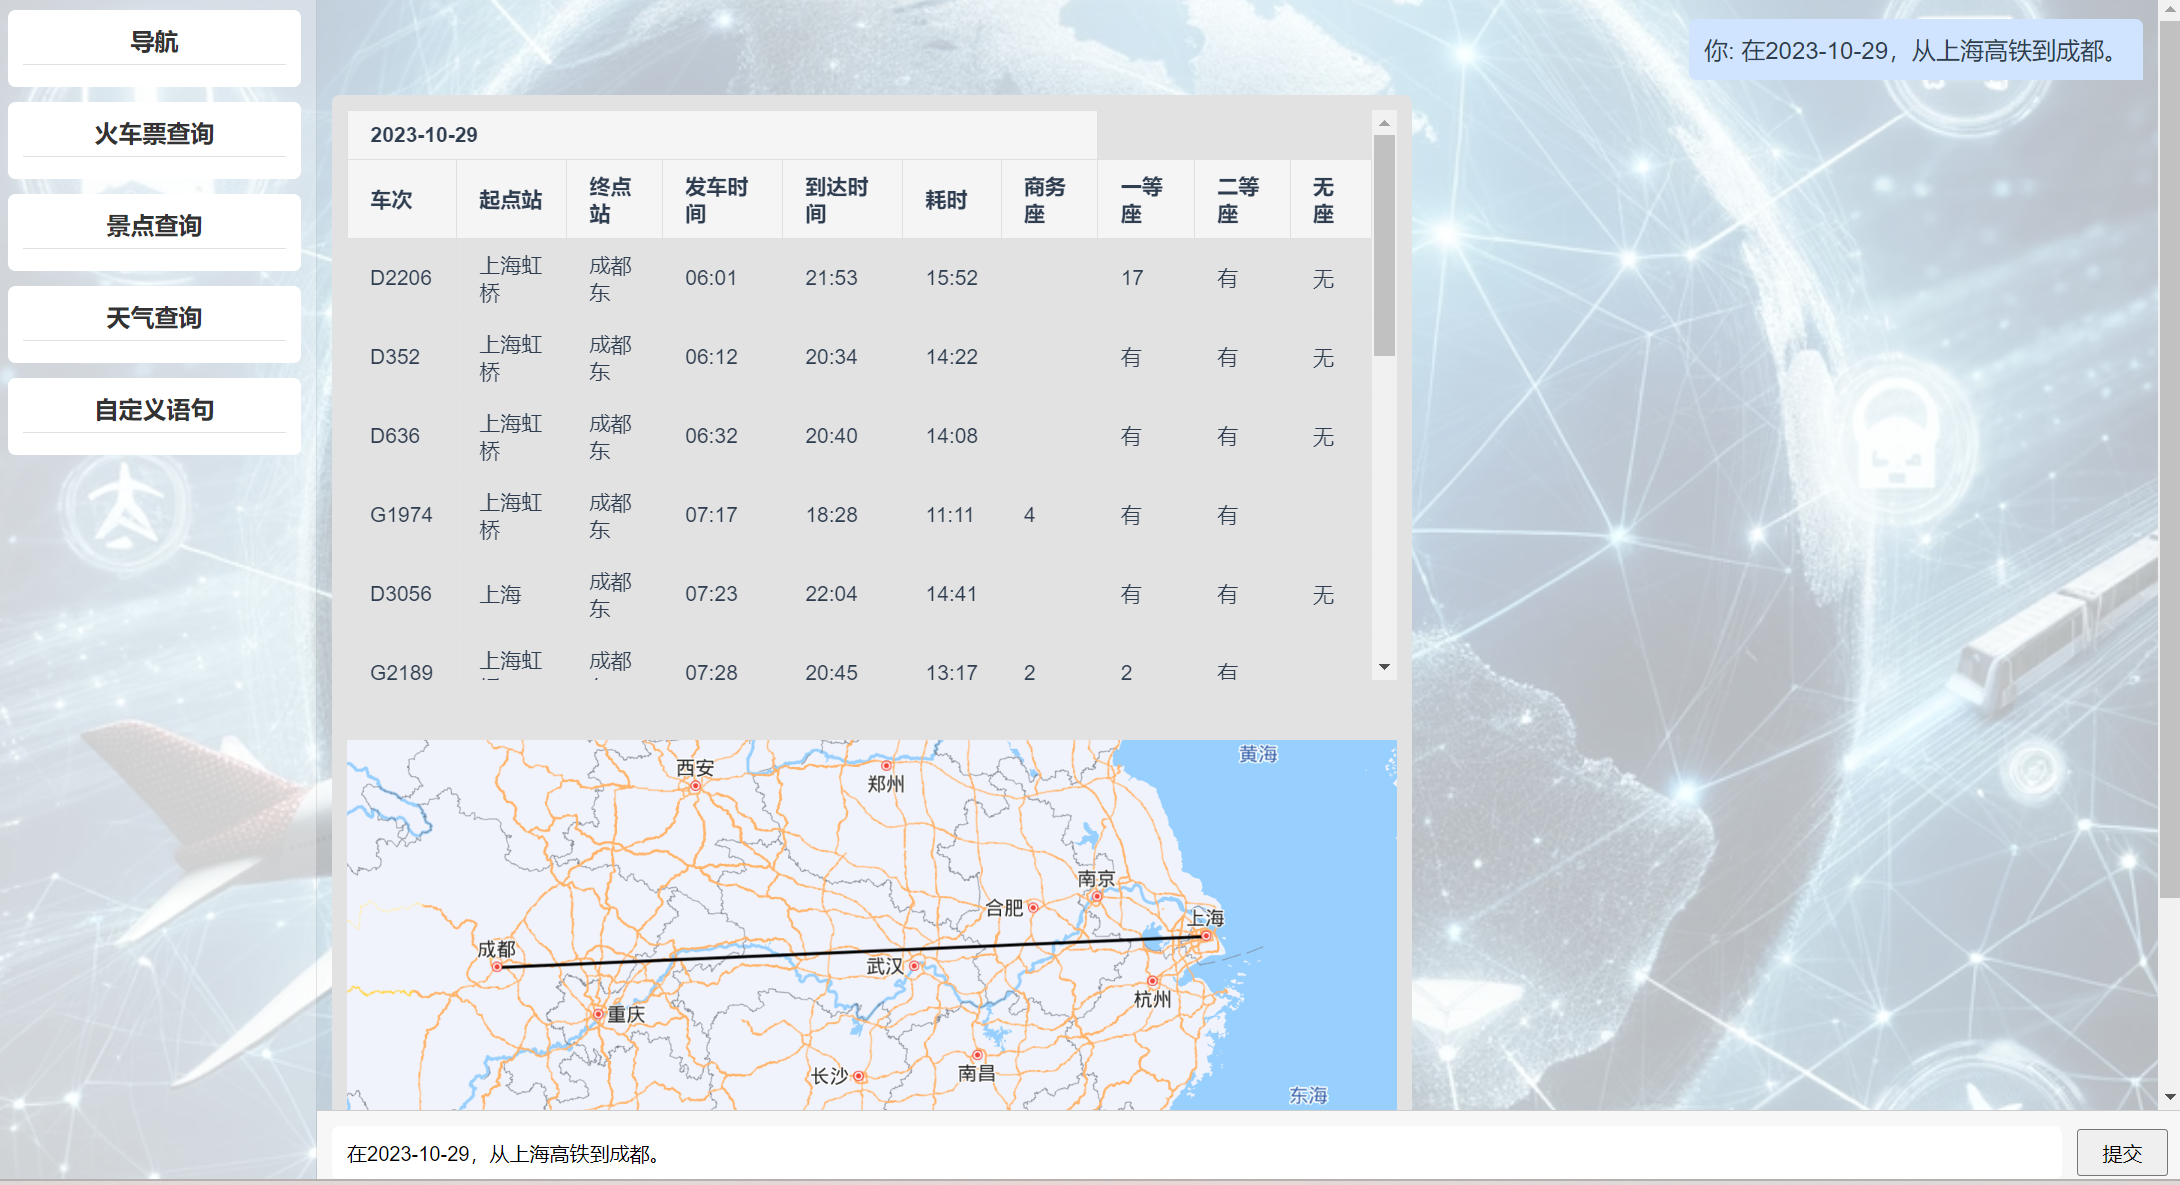 导航
火车票查询
景点查询
天气查询
自定义语句
你: 在2023-10-29，从上海高铁到成都。
2023-10-29
车次 起点站 终点站 发车时间 到达时间 耗时 商务座 一等座 二等座 无座
D2206 上海虹桥 成都东 06:01 21:53 15:52 17 有 无
D352 上海虹桥 成都东 06:12 20:34 14:22 有 有 无
D636 上海虹桥 成都东 06:32 20:40 14:08 有 有 无
G1974 上海虹桥 成都东 07:17 18:28 11:11 4 有 有
D3056 上海 成都东 07:23 22:04 14:41 有 有 无
G2189 上海虹 成都 07:28 20:45 13:17 2 2 有
黄海
西安
郑州
南京
合肥
上海
成都
武汉
杭州
重庆
长沙
南昌
东海
在2023-10-29，从上海高铁到成都。
提交